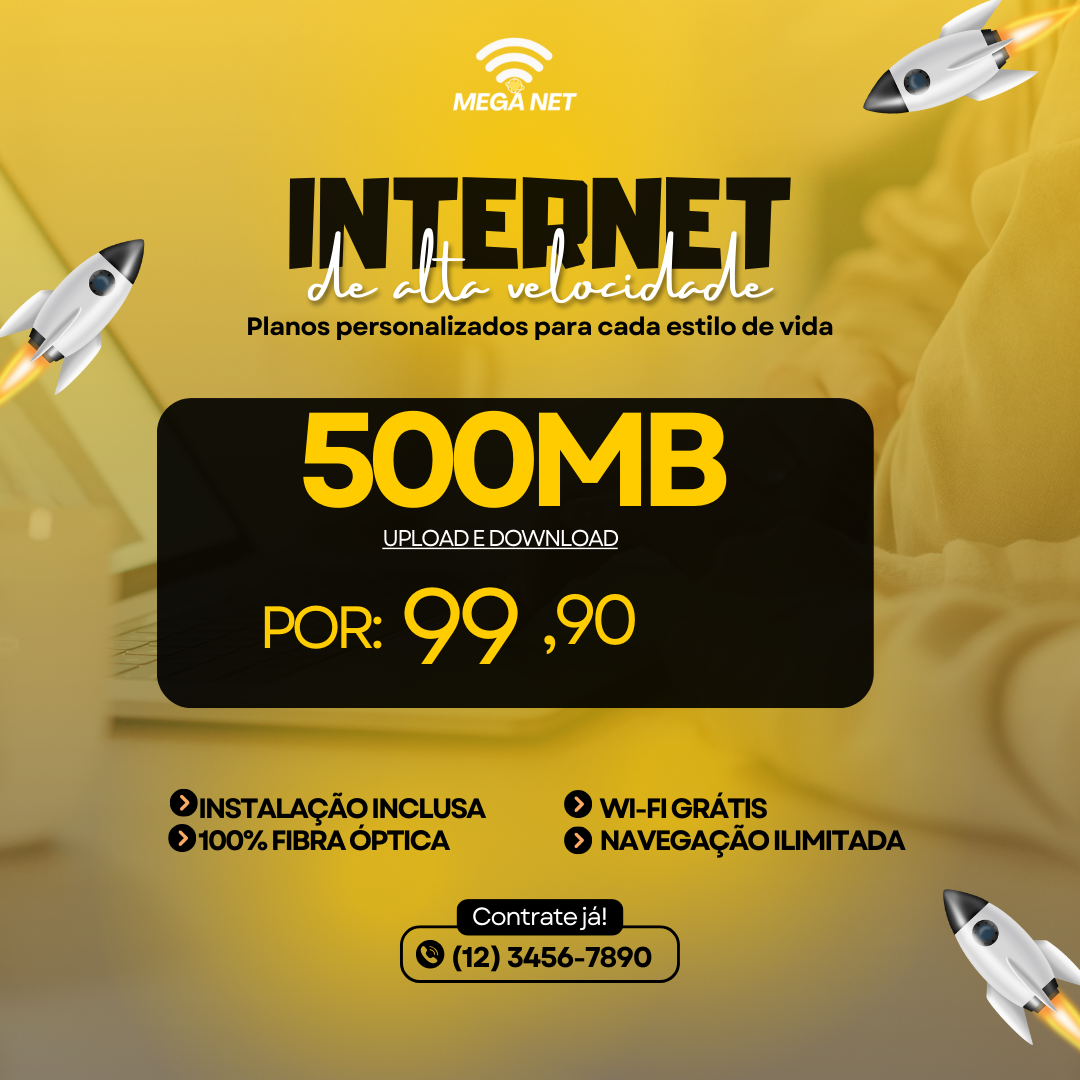 MEGA NET
INTERNET
de alta velocidade
Planos personalizados para cada estilo de vida
500MB
UPLOAD E DOWNLOAD
POR: 99 ,90
INSTALAÇÃO INCLUSA
100% FIBRA ÓPTICA
WI-FI GRÁTIS
NAVEGAÇÃO ILIMITADA
Contrate já!
(12) 3456-7890